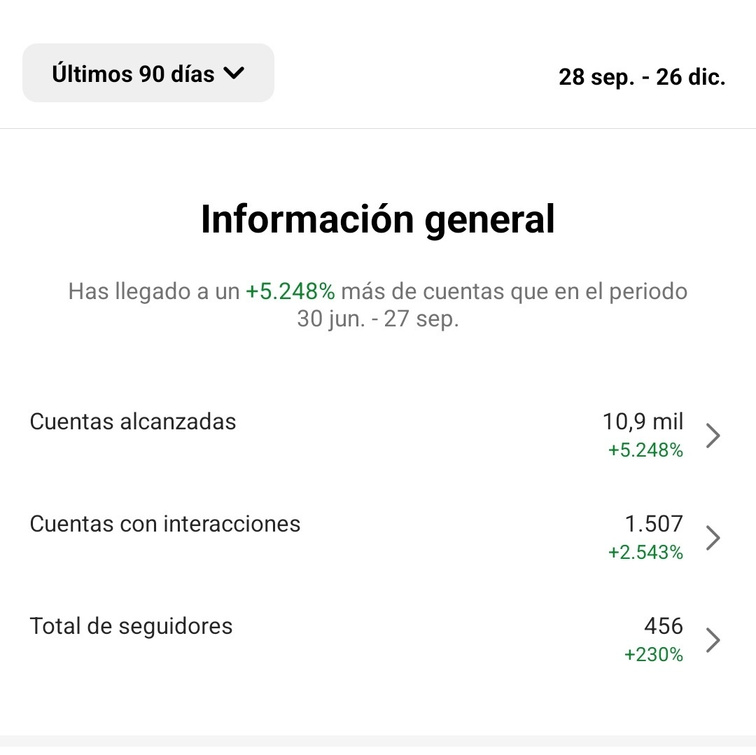 Últimos 90 días
28 sep. - 26 dic.
Información general
Has llegado a un +5.248% más de cuentas que en el periodo
30 jun. - 27 sep.
Cuentas alcanzadas
10,9 mil
+5.248%
Cuentas con interacciones
1.507
+2.543%
Total de seguidores
456
+230%